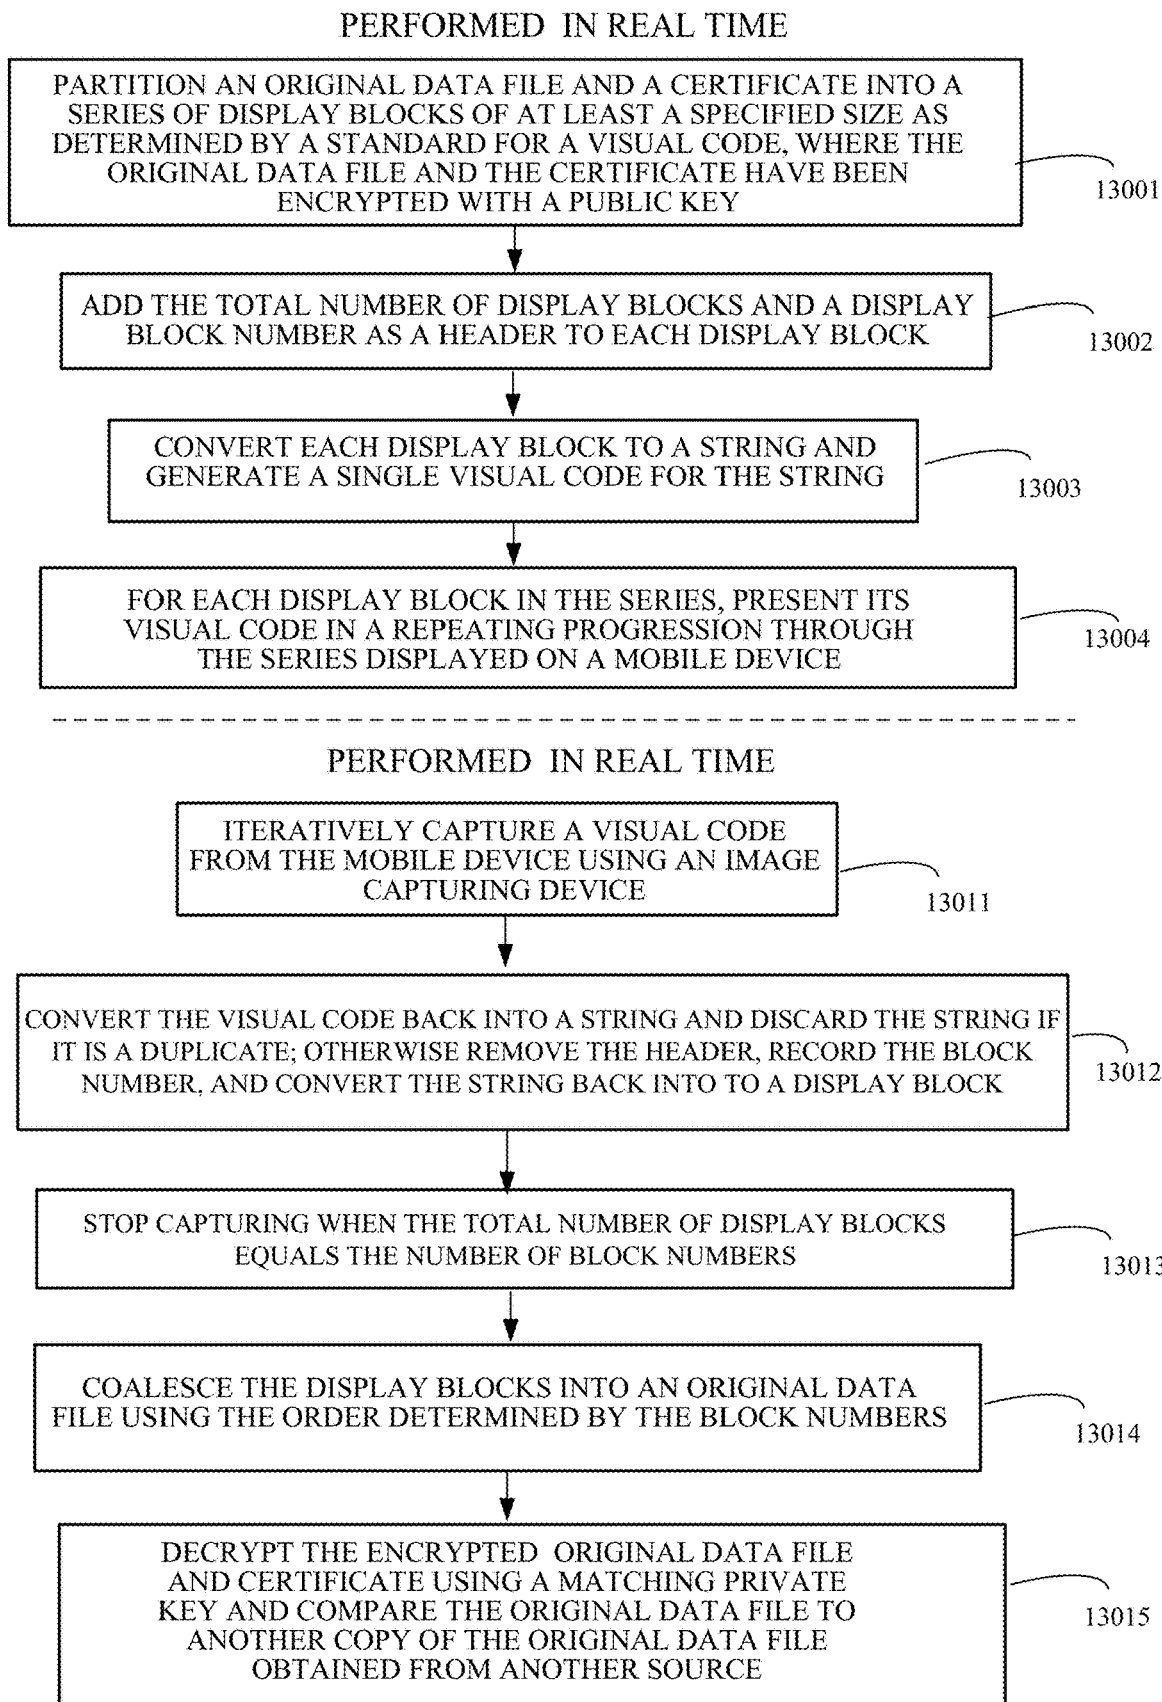 PERFORMED IN REAL TIME
PARTITION AN ORIGINAL DATA FILE AND A CERTIFICATE INTO A
SERIES OF DISPLAY BLOCKS OF AT LEAST A SPECIFIED SIZE AS
DETERMINED BY A STANDARD FOR A VISUAL CODE, WHERE THE
ORIGINAL DATA FILE AND THE CERTIFICATE HAVE BEEN
ENCRYPTED WITH A PUBLIC KEY
13001
ADD THE TOTAL NUMBER OF DISPLAY BLOCKS AND A DISPLAY
BLOCK NUMBER AS A HEADER TO EACH DISPLAY BLOCK
13002
CONVERT EACH DISPLAY BLOCK TO A STRING AND
GENERATE A SINGLE VISUAL CODE FOR THE STRING
13003
FOR EACH DISPLAY BLOCK IN THE SERIES, PRESENT ITS
VISUAL CODE IN A REPEATING PROGRESSION THROUGH
THE SERIES DISPLAYED ON A MOBILE DEVICE
13004
PERFORMED IN REAL TIME
ITERATIVELY CAPTURE A VISUAL CODE
FROM THE MOBILE DEVICE USING AN IMAGE
CAPTURING DEVICE
13011
CONVERT THE VISUAL CODE BACK INTO A STRING AND DISCARD THE STRING IF
IT IS A DUPLICATE; OTHERWISE REMOVE THE HEADER, RECORD THE BLOCK
NUMBER, AND CONVERT THE STRING BACK INTO TO A DISPLAY BLOCK
13012
STOP CAPTURING WHEN THE TOTAL NUMBER OF DISPLAY BLOCKS
EQUALS THE NUMBER OF BLOCK NUMBERS
13013
COALESCE THE DISPLAY BLOCKS INTO AN ORIGINAL DATA
FILE USING THE ORDER DETERMINED BY THE BLOCK NUMBERS
13014
DECRYPT THE ENCRYPTED ORIGINAL DATA FILE
AND CERTIFICATE USING A MATCHING PRIVATE
KEY AND COMPARE THE ORIGINAL DATA FILE TO
ANOTHER COPY OF THE ORIGINAL DATA FILE
OBTAINED FROM ANOTHER SOURCE
13015